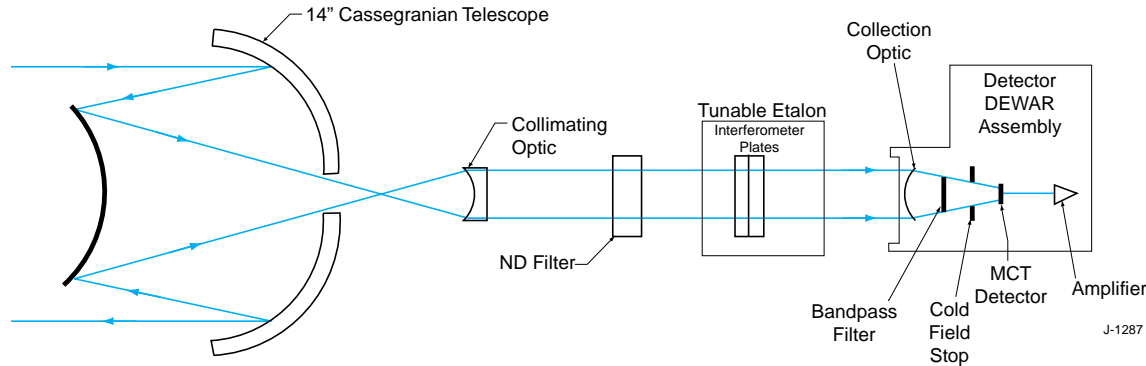 14” Cassegranian Telescope
Collimating
Optic
ND Filter
Tunable Etalon
Interferometer
Plates
Collection
Optic
Detector
DEWAR
Assembly
Bandpass
Filter
Cold
Field
Stop
MCT
Detector
Amplifier
J-1287